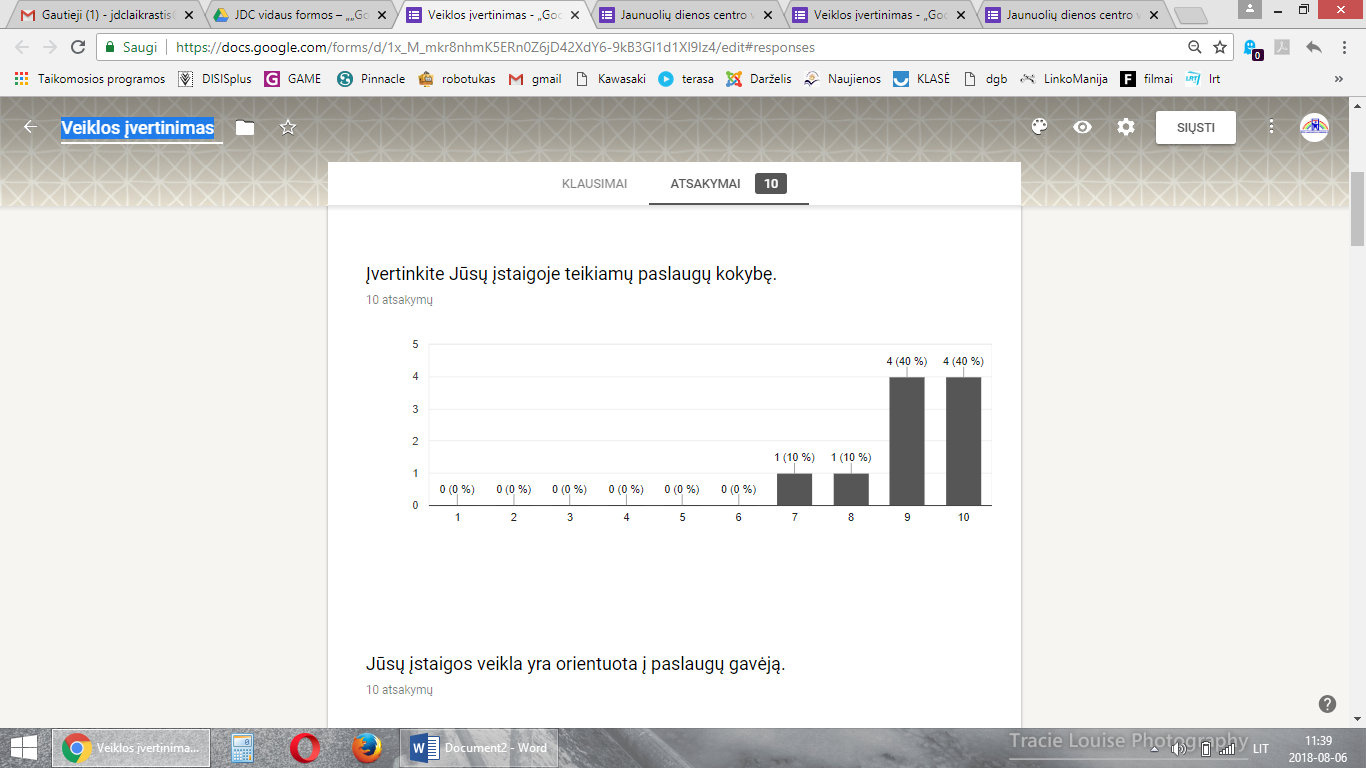 Gautieji (1) - jdclaikrastis
JDC vidaus formos – „Go
Veiklos įvertinimas - „Goo
Jaunuolių dienos centro v
Veiklos įvertinimas - „Goo
Jaunuolių dienos centro v
Saugi
https://docs.google.com/forms/d/1x_M_mkr8nhmK5ERn0Z6jD42XdY6-9kB3Gl1d1Xl9Iz4/edit#responses
0
Taikomosios programos
DISISplus
GAME
Pinnacle
robotukas
gmail
Kawasaki
terasa
Darželis
Naujienos
KLASĖ
dgb
LinkoManija
filmai
lrt
»
Veiklos įvertinimas
SIŲSTI
KLAUSIMAI
ATSAKYMAI 10
Įvertinkite Jūsų įstaigoje teikiamų paslaugų kokybę.
10 atsakymų
5
4
3
2
1
0
0 (0 %) 0 (0 %) 0 (0 %) 0 (0 %) 0 (0 %) 0 (0 %) 1 (10 %) 1 (10 %) 4 (40 %) 4 (40 %)
1 2 3 4 5 6 7 8 9 10
Jūsų įstaigos veikla yra orientuota į paslaugų gavėją.
10 atsakymų
Veiklos įvertinima...
Document2 - Word
Tracie Louise Photography
LIT
11:39
2018-08-06